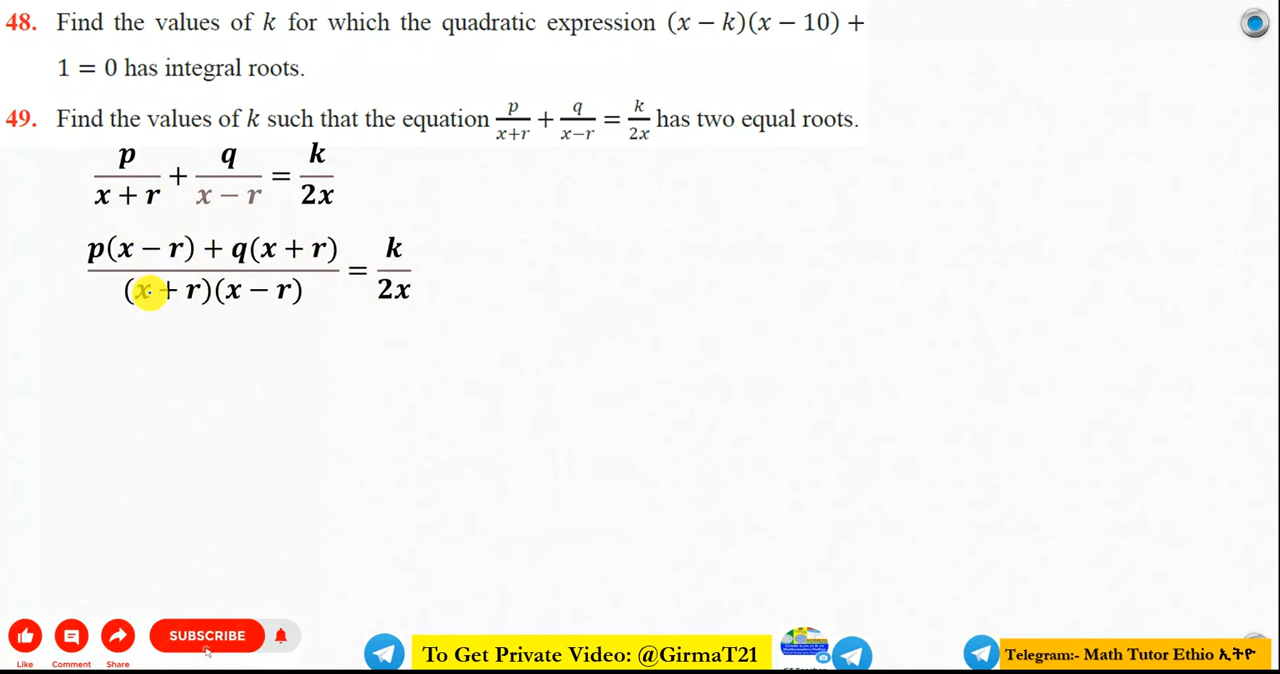 48. Find the values of k for which the quadratic expression (x − k)(x − 10) +
1 = 0 has integral roots.
49. Find the values of k such that the equation p/(x+r) + q/(x−r) = k/2x has two equal roots.
p/(x + r) + q/(x − r) = k/2x
(p(x − r) + q(x + r))/((x + r)(x − r)) = k/2x
Like
Comment
Share
SUBSCRIBE
To Get Private Video: @GirmaT21
Telegram:- Math Tutor Ethio ኢትዮ